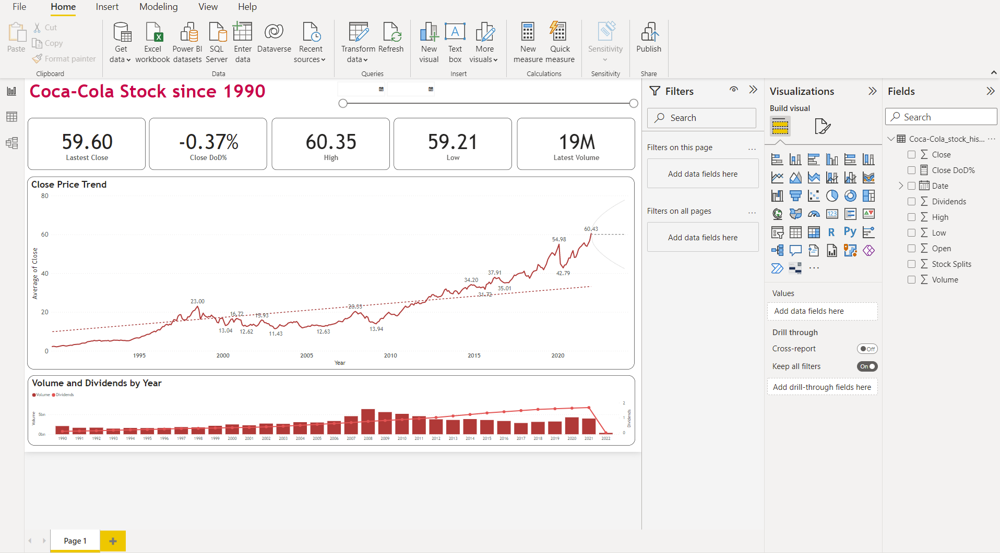 File Home Insert Modeling View Help
Paste
Cut
Copy
Format painter
Clipboard
Get data
Excel workbook
Power BI datasets
SQL Server
Enter data
Dataverse
Recent sources
Data
Transform data
Refresh
Queries
New visual
Text box
More visuals
Insert
New measure
Quick measure
Calculations
Sensitivity
Sensitivity
Publish
Share
Coca-Cola Stock since 1990
59.60
Lastest Close
-0.37%
Close DoD%
60.35
High
59.21
Low
19M
Latest Volume
Close Price Trend
80
60
40
20
0
Average of Close
23.00
16.72
13.04
12.62
15.93
11.43
12.63
20.33
13.94
34.20
31.72
37.91
35.01
54.98
42.79
60.43
1995 2000 2005 2010 2015 2020
Year
Volume and Dividends by Year
Volume Dividends
Volume
5bn
0bn
2
1
0
Dividends
1990 1991 1992 1993 1994 1995 1996 1997 1998 1999 2000 2001 2002 2003 2004 2005 2006 2007 2008 2009 2010 2011 2012 2013 2014 2015 2016 2017 2018 2019 2020 2021 2022
Page 1
Filters
Search
Filters on this page
...
Add data fields here
Filters on all pages
...
Add data fields here
Visualizations
Build visual
123
R
Py
...
Values
Add data fields here
Drill through
Cross-report Off
Keep all filters On
Add drill-through fields here
Fields
Search
Coca-Cola_stock_his... ...
Close
Close DoD%
Date
Dividends
High
Low
Open
Stock Splits
Volume